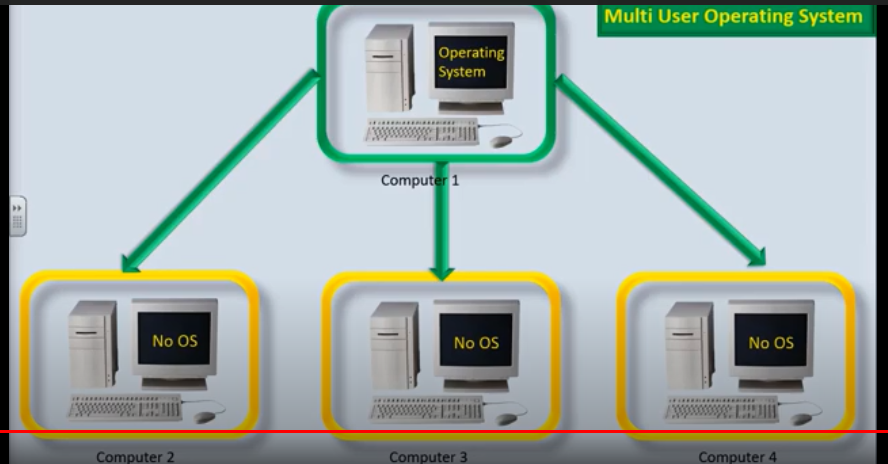 Multi User Operating System
Operating
System
Computer 1
No OS
No OS
No OS
Computer 2
Computer 3
Computer 4